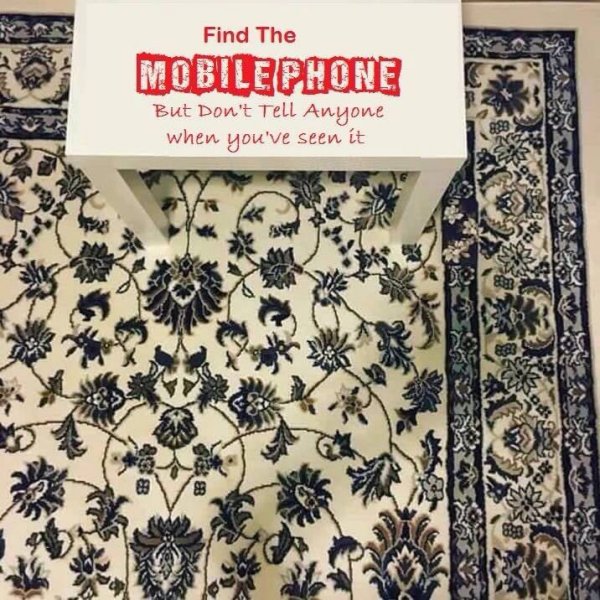 Find The
MOBILE PHONE
But Don't Tell Anyone
when you've seen it